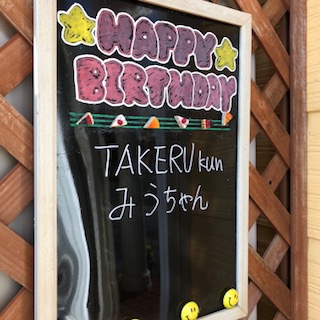 HAPPY
BIRTHDAY
TAKERU kun
みうちゃん